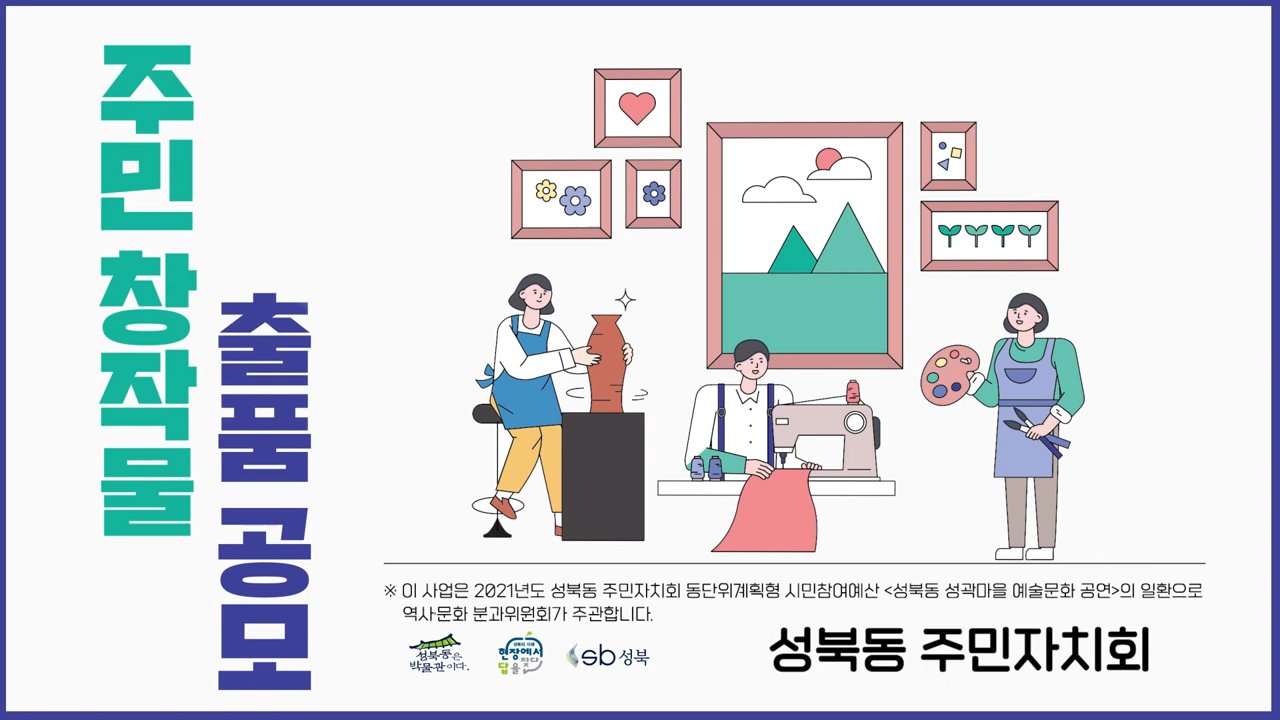 주민 창작물
출품 공모
※ 이 사업은 2021년도 성북동 주민자치회 동단위계획형 시민참여예산 <성북동 성곽마을 예술문화 공연>의 일환으로
역사·문화 분과위원회가 주관합니다.
성북동은
박물관이다.
현장에서
답을 찾다
sb성북
성북동 주민자치회